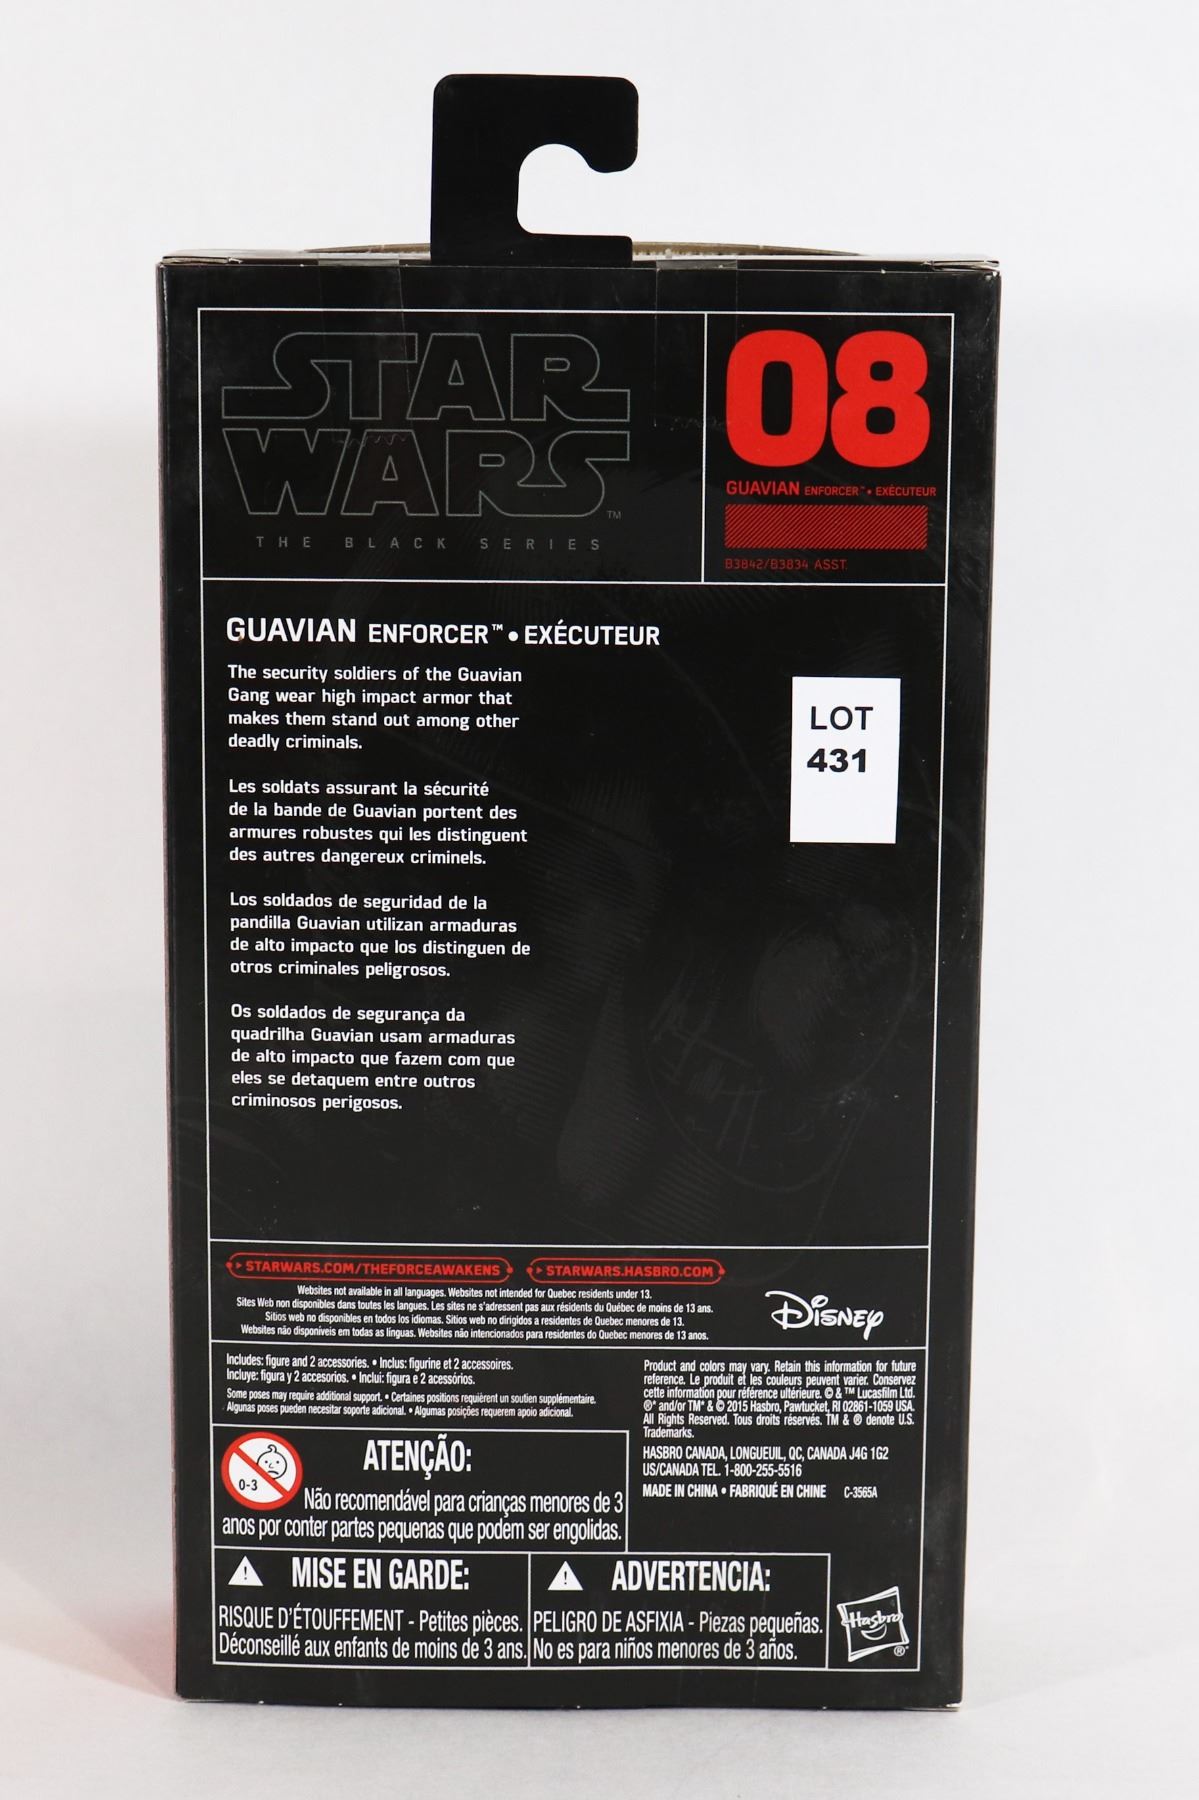 STAR
WARS
TM
THE BLACK SERIES
08
GUAVIAN ENFORCER™ • EXÉCUTEUR
B3842/B3834 ASST.
GUAVIAN ENFORCER™ • EXÉCUTEUR
The security soldiers of the Guavian
Gang wear high impact armor that
makes them stand out among other
deadly criminals.
LOT
431
Les soldats assurant la sécurité
de la bande de Guavian portent des
armures robustes qui les distinguent
des autres dangereux criminels.
Los soldados de seguridad de la
pandilla Guavian utilizan armaduras
de alto impacto que los distinguen de
otros criminales peligrosos.
Os soldados de segurança da
quadrilha Guavian usam armaduras
de alto impacto que fazem com que
eles se detaquem entre outros
criminosos perigosos.
STARWARS.COM/THEFORCEAWAKENS
STARWARS.HASBRO.COM
Websites not available in all languages. Websites not intended for Quebec residents under 13.
Sites Web non disponibles dans toutes les langues. Les sites ne s'adressent pas aux résidents du Québec de moins de 13 ans.
Sitios web no disponibles en todos los idiomas. Sitios web no dirigidos a residentes de Quebec menores de 13.
Websites não disponíveis em todas as línguas. Websites não intencionados para residentes do Quebec menores de 13 anos.
Disney
Includes: figure and 2 accessories. • Inclus: figurine et 2 accessoires.
Incluye: figura y 2 accesorios. • Inclui: figura e 2 acessórios.
Some poses may require additional support. • Certaines positions requièrent un soutien supplémentaire.
Algunas poses pueden necesitar soporte adicional. • Algumas posições requerem apoio adicional.
Product and colors may vary. Retain this information for future
reference. Le produit et les couleurs peuvent varier. Conservez
cette information pour référence ultérieure. © & ™ Lucasfilm Ltd.
®* and/or TM* & © 2015 Hasbro, Pawtucket, RI 02861-1059 USA.
All Rights Reserved. Tous droits réservés. TM & ® denote U.S.
Trademarks.
HASBRO CANADA, LONGUEUIL, QC, CANADA J4G 1G2
US/CANADA TEL. 1-800-255-5516
MADE IN CHINA • FABRIQUÉ EN CHINE C-3565A
0-3
ATENÇÃO:
Não recomendável para crianças menores de 3
anos por conter partes pequenas que podem ser engolidas.
MISE EN GARDE:
RISQUE D'ÉTOUFFEMENT - Petites pièces.
Déconseillé aux enfants de moins de 3 ans.
ADVERTENCIA:
PELIGRO DE ASFIXIA - Piezas pequeñas.
No es para niños menores de 3 años.
Hasbro
®